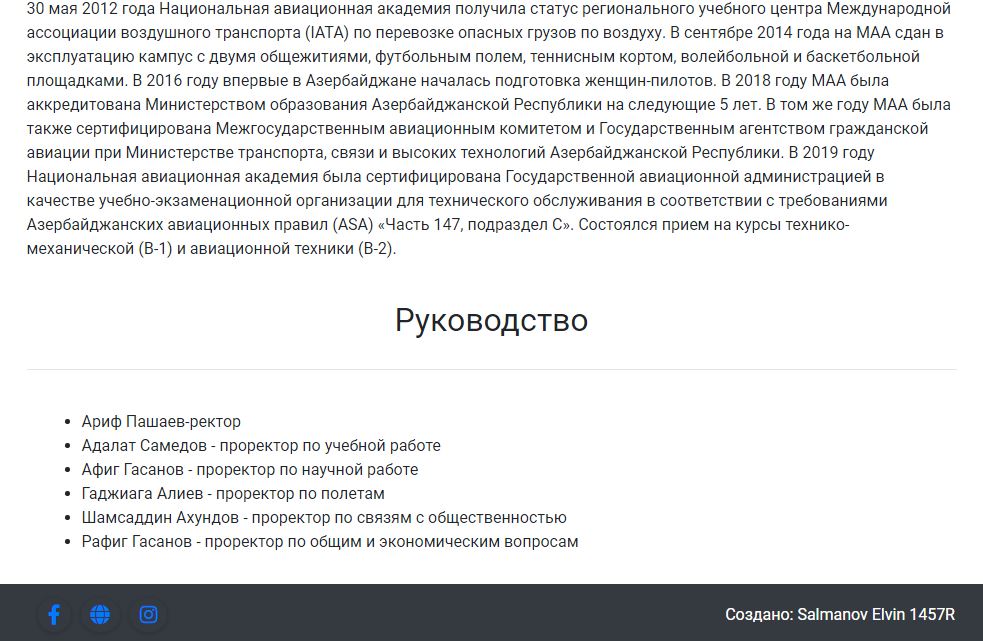 30 мая 2012 года Национальная авиационная академия получила статус регионального учебного центра Международной
ассоциации воздушного транспорта (IATA) по перевозке опасных грузов по воздуху. В сентябре 2014 года на МАА сдан в
эксплуатацию кампус с двумя общежитиями, футбольным полем, теннисным кортом, волейбольной и баскетбольной
площадками. В 2016 году впервые в Азербайджане началась подготовка женщин-пилотов. В 2018 году МАА была
аккредитована Министерством образования Азербайджанской Республики на следующие 5 лет. В том же году МАА была
также сертифицирована Межгосударственным авиационным комитетом и Государственным агентством гражданской
авиации при Министерстве транспорта, связи и высоких технологий Азербайджанской Республики. В 2019 году
Национальная авиационная академия была сертифицирована Государственной авиационной администрацией в
качестве учебно-экзаменационной организации для технического обслуживания в соответствии с требованиями
Азербайджанских авиационных правил (ASA) «Часть 147, подраздел С». Состоялся прием на курсы технико-
механической (B-1) и авиационной техники (B-2).
Руководство
• Ариф Пашаев-ректор
• Адалат Самедов - проректор по учебной работе
• Афиг Гасанов - проректор по научной работе
• Гаджиага Алиев - проректор по полетам
• Шамсаддин Ахундов - проректор по связям с общественностью
• Рафиг Гасанов - проректор по общим и экономическим вопросам
Создано: Salmanov Elvin 1457R